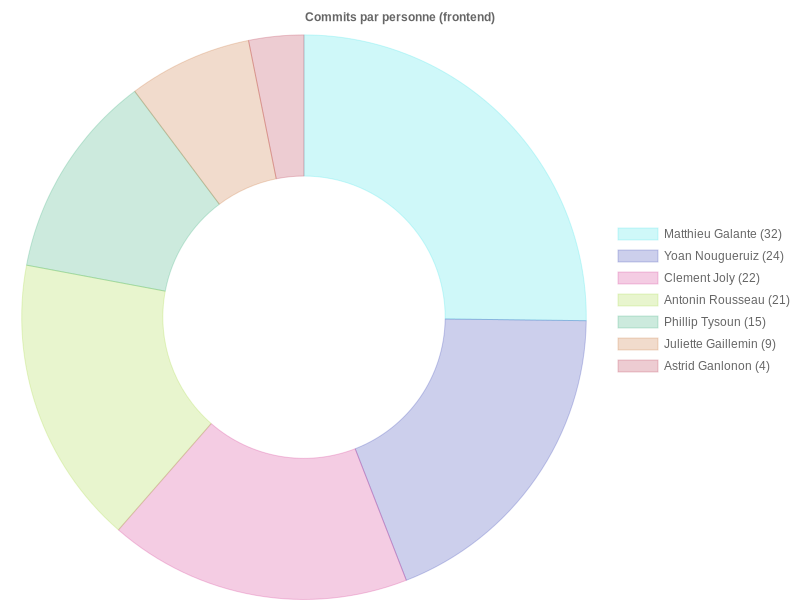 Commits par personne (frontend)
Matthieu Galante (32)
Yoan Nougueruiz (24)
Clement Joly (22)
Antonin Rousseau (21)
Phillip Tysoun (15)
Juliette Gaillemin (9)
Astrid Ganlonon (4)